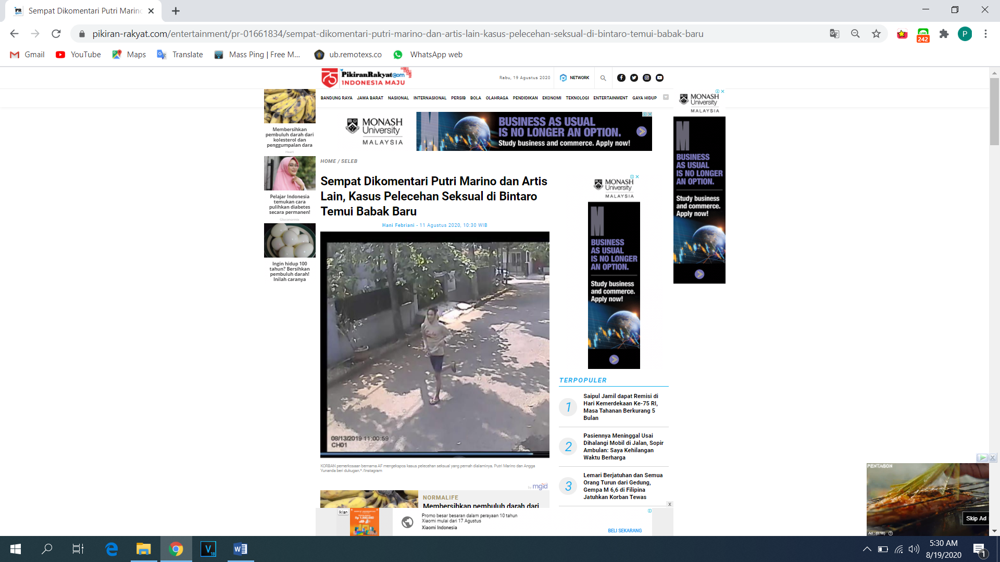 Sempat Dikomentari Putri Marino
pikiran-rakyat.com/entertainment/pr-01661834/sempat-dikomentari-putri-marino-dan-artis-lain-kasus-pelecehan-seksual-di-bintaro-temui-babak-baru
LINE
242
P
Gmail
YouTube
Maps
Translate
Mass Ping | Free M...
ub.remotexs.co
WhatsApp web
75 PikiranRakyat.com
INDONESIA MAJU
Rabu, 19 Agustus 2020
NETWORK
BANDUNG RAYA JAWA BARAT NASIONAL INTERNASIONAL PERSIB BOLA OLAHRAGA PENDIDIKAN EKONOMI TEKNOLOGI ENTERTAINMENT GAYA HIDUP
Membersihkan
pembuluh darah dari
kolesterol dan
penggumpalan dara
Heart
Pelajar Indonesia
temukan cara
pulihkan diabetes
secara permanen!
Gluconormix
Ingin hidup 100
tahun? Bersihkan
pembuluh darah!
Inilah caranya
MONASH
University
MALAYSIA
BUSINESS AS USUAL
IS NO LONGER AN OPTION.
Study business and commerce. Apply now!
MONASH
University
MALAYSIA
M
BUSINESS
AS USUAL
IS NO LONGER
AN OPTION.
Study business
and commerce.
Apply now!
HOME / SELEB
Sempat Dikomentari Putri Marino dan Artis
Lain, Kasus Pelecehan Seksual di Bintaro
Temui Babak Baru
Hani Febriani - 11 Agustus 2020, 10:30 WIB
08/13/2019 11:00:59
CH01
KORBAN pemerkosaan bernama AF mengekspos kasus pelecehan seksual yang pernah dialaminya. Putri Marino dan Angga
Yunanda beri dukungan.* /Instagram
by mgid
NORMALIFE
Membersihkan pembuluh darah dari
MONASH
University
MALAYSIA
M
BUSINESS
AS USUAL
IS NO LONGER
AN OPTION.
Study business
and commerce.
Apply now!
TERPOPULER
1
Saipul Jamil dapat Remisi di
Hari Kemerdekaan Ke-75 RI,
Masa Tahanan Berkurang 5
Bulan
2
Pasiennya Meninggal Usai
Dihalangi Mobil di Jalan, Sopir
Ambulan: Saya Kehilangan
Waktu Berharga
3
Lemari Berjatuhan dan Semua
Orang Turun dari Gedung,
Gempa M 6,6 di Filipina
Jatuhkan Korban Tewas
Iklan
Rp 1.000.000
Promo besar besaran dalam perayaan 10 tahun
Xiaomi mulai dari 17 Agustus
Xiaomi Indonesia
BELI SEKARANG
X
PENTAGON
Skip Ad
Ad : (0:18)
5:30 AM
8/19/2020
1